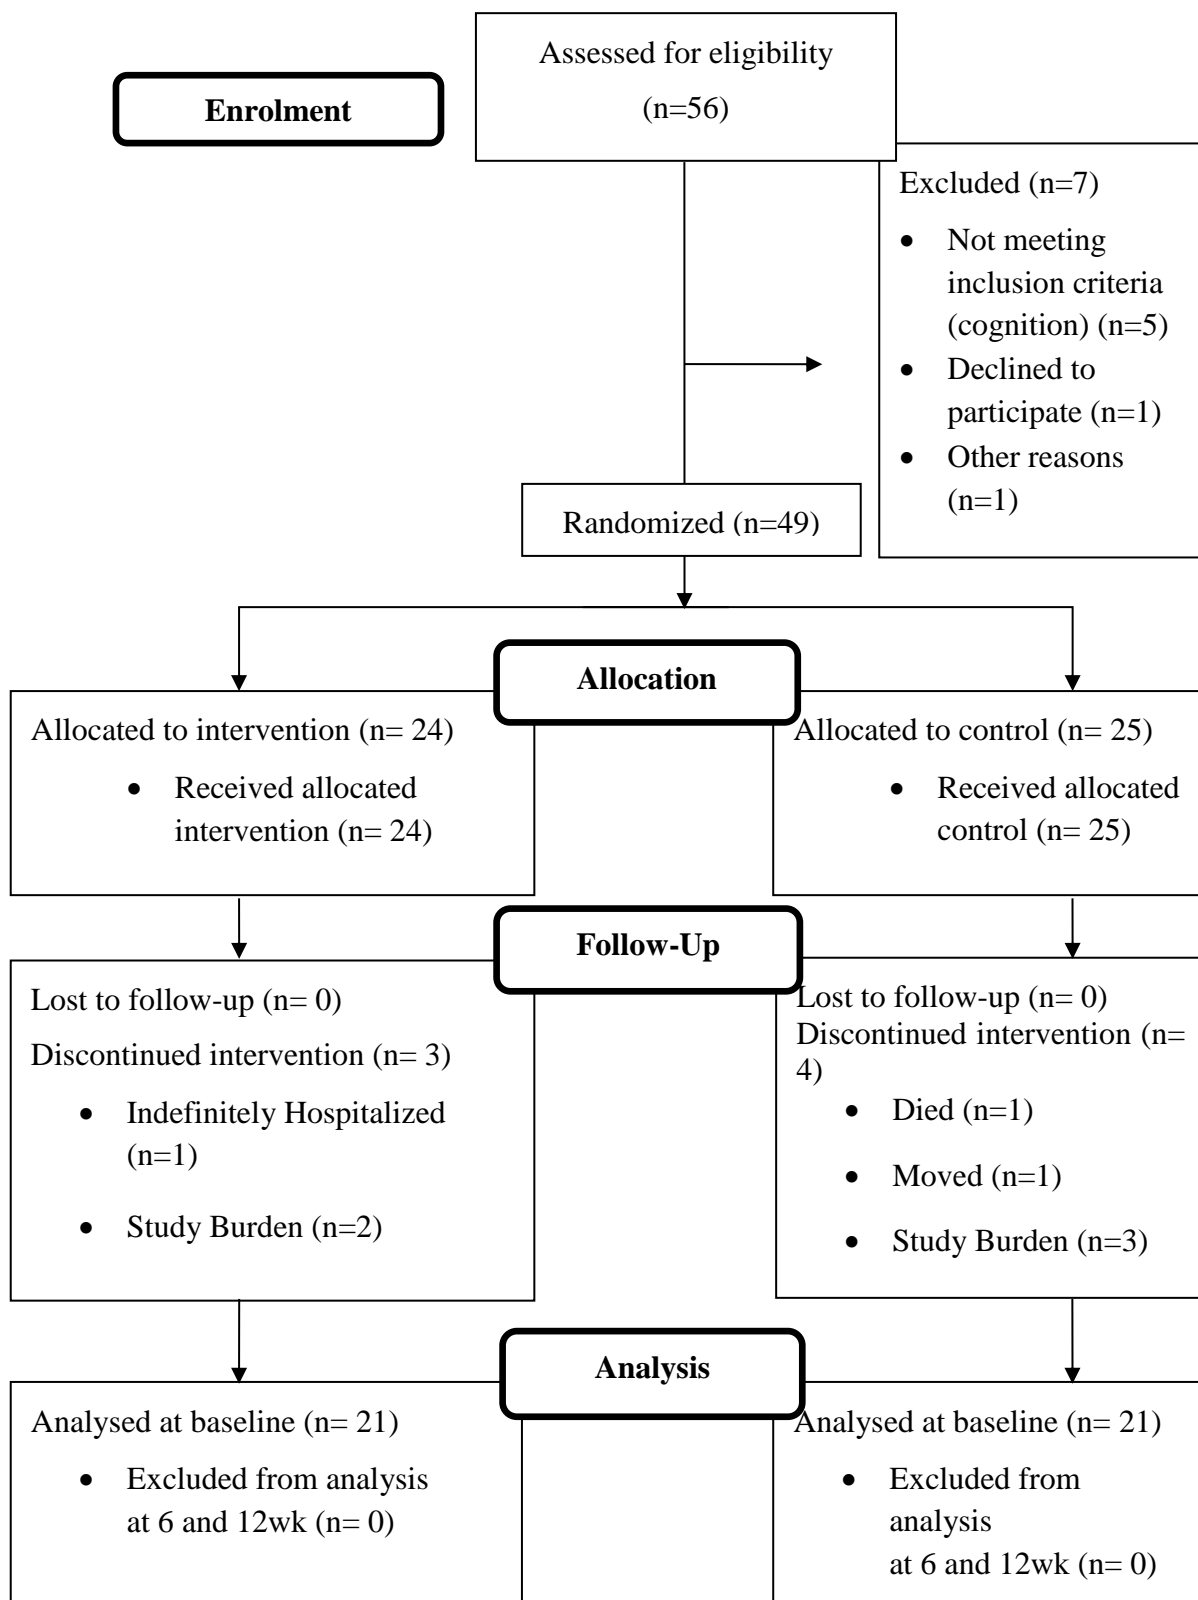 Assessed for eligibility
(n=56)
Enrolment
Excluded (n=7)
• Not meeting
inclusion criteria
(cognition) (n=5)
• Declined to
participate (n=1)
• Other reasons
(n=1)
Randomized (n=49)
Allocation
Allocated to intervention (n= 24)
• Received allocated
intervention (n= 24)
Allocated to control (n= 25)
• Received allocated
control (n= 25)
Follow-Up
Lost to follow-up (n= 0)
Discontinued intervention (n= 3)
• Indefinitely Hospitalized
(n=1)
• Study Burden (n=2)
Lost to follow-up (n= 0)
Discontinued intervention (n=
4)
• Died (n=1)
• Moved (n=1)
• Study Burden (n=3)
Analysis
Analysed at baseline (n= 21)
• Excluded from analysis
at 6 and 12wk (n= 0)
Analysed at baseline (n= 21)
• Excluded from
analysis
at 6 and 12wk (n= 0)